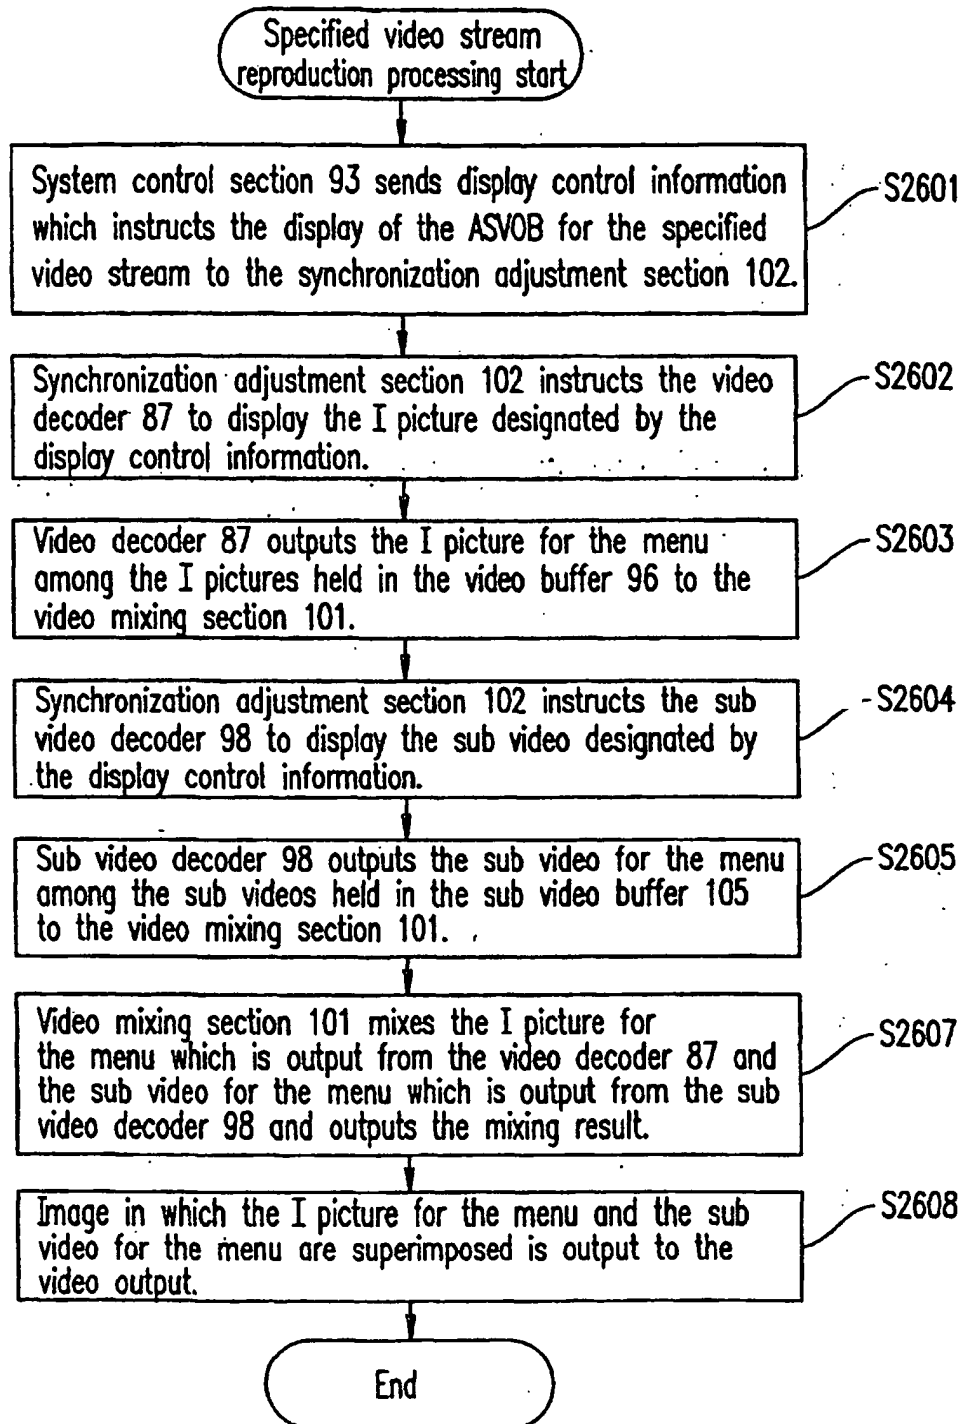 Specified video stream
reproduction processing start
System control section 93 sends display control information
which instructs the display of the ASVOB for the specified
video stream to the synchronization adjustment section 102.
S2601
Synchronization adjustment section 102 instructs the video
decoder 87 to display the I picture designated by the
display control information.
S2602
Video decoder 87 outputs the I picture for the menu
among the I pictures held in the video buffer 96 to the
video mixing section 101.
S2603
Synchronization adjustment section 102 instructs the sub
video decoder 98 to display the sub video designated by
the display control information.
S2604
Sub video decoder 98 outputs the sub video for the menu
among the sub videos held in the sub video buffer 105
to the video mixing section 101.
S2605
Video mixing section 101 mixes the I picture for
the menu which is output from the video decoder 87 and
the sub video for the menu which is output from the sub
video decoder 98 and outputs the mixing result.
S2607
Image in which the I picture for the menu and the sub
video for the menu are superimposed is output to the
video output.
S2608
End